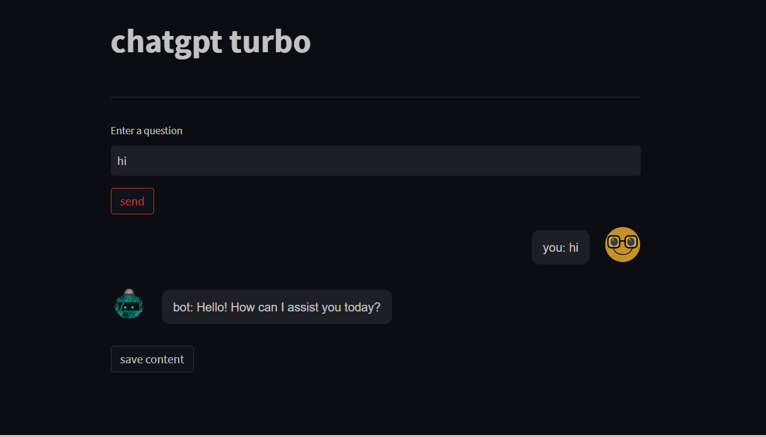 chatgpt turbo
Enter a question
hi
send
you: hi
bot: Hello! How can I assist you today?
save content